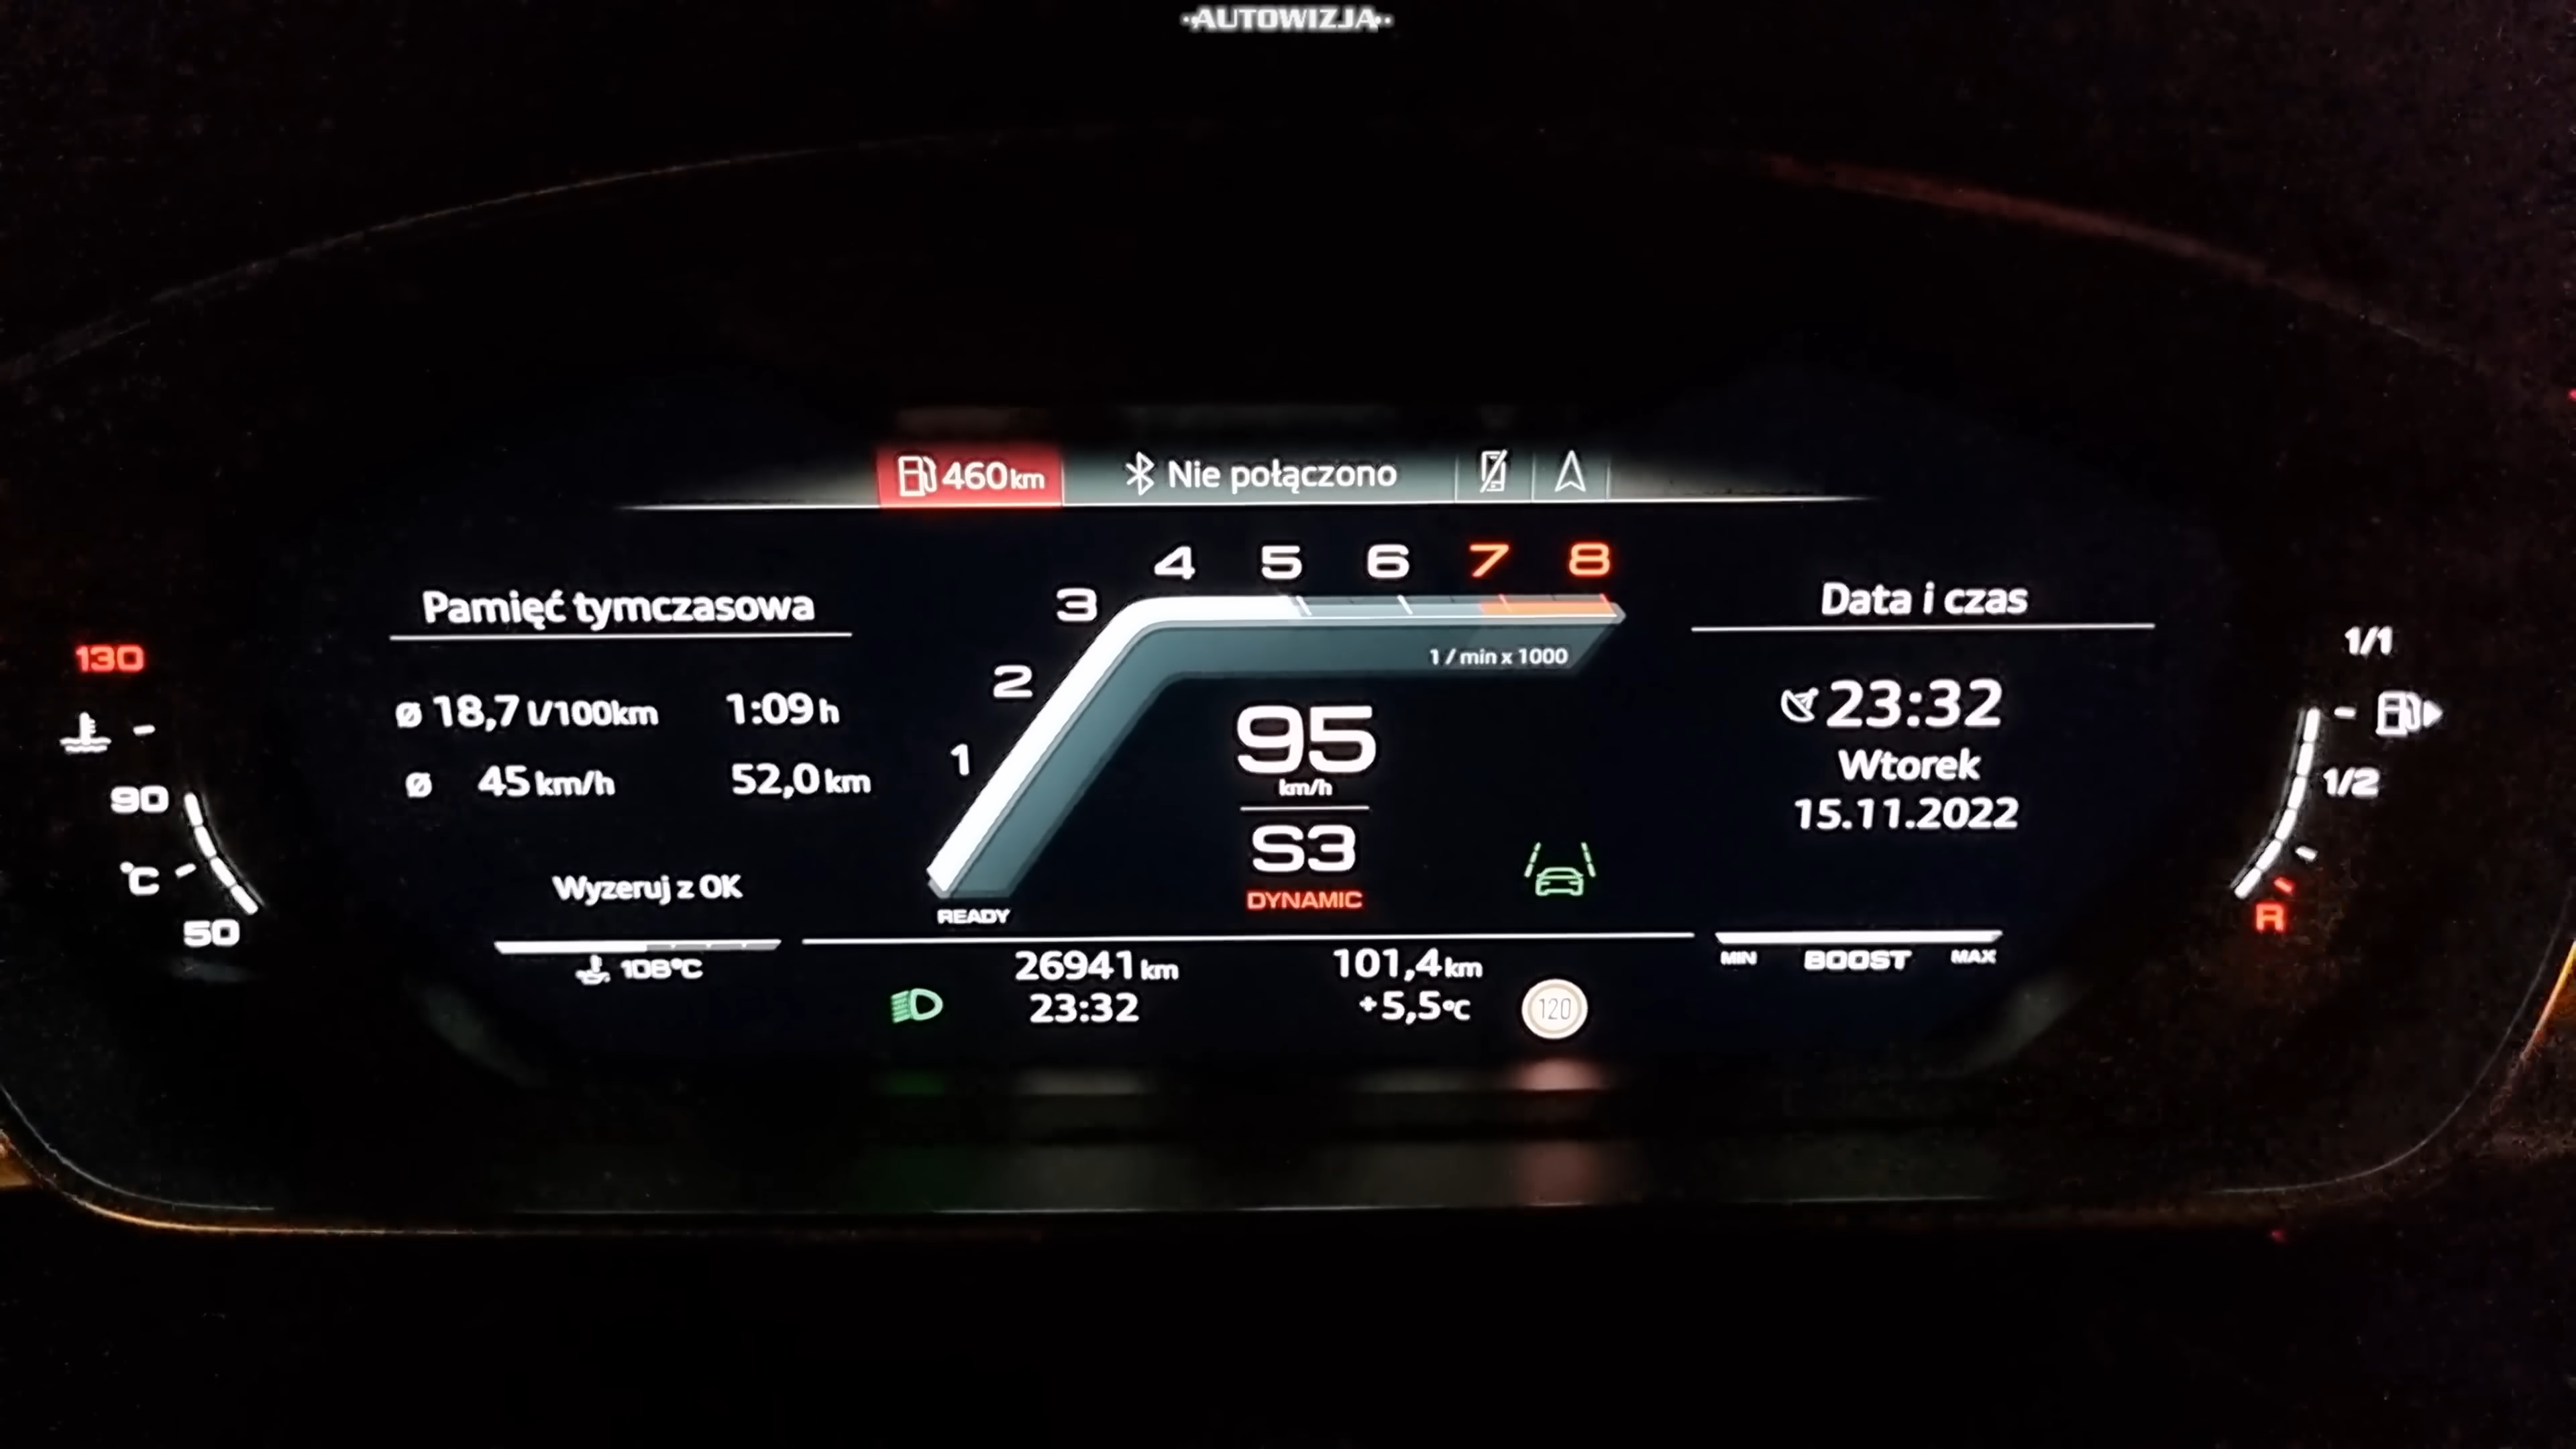 ·AUTOWIZJA·
460 km
Nie połączono
4 5 6 7 8
3
2
1
1 / min x 1000
Pamięć tymczasowa
ø 18,7 l/100km 1:09 h
ø 45 km/h 52,0 km
Wyzeruj z OK
108°C
130
90
°C
50
95
km/h
S3
DYNAMIC
READY
Data i czas
23:32
Wtorek
15.11.2022
1/1
1/2
R
MIN BOOST MAX
26941 km 101,4 km
23:32 +5,5°C
120